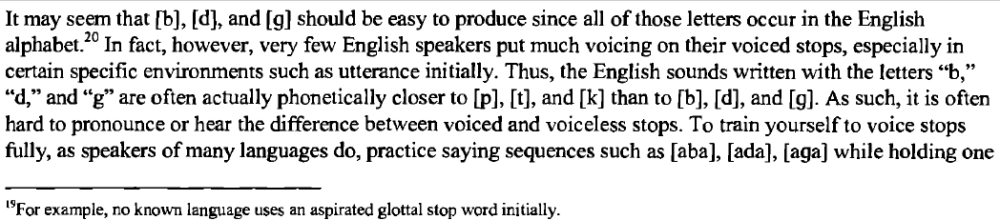 It may seem that [b], [d], and [g] should be easy to produce since all of those letters occur in the English
alphabet.²⁰ In fact, however, very few English speakers put much voicing on their voiced stops, especially in
certain specific environments such as utterance initially. Thus, the English sounds written with the letters “b,”
“d,” and “g” are often actually phonetically closer to [p], [t], and [k] than to [b], [d], and [g]. As such, it is often
hard to pronounce or hear the difference between voiced and voiceless stops. To train yourself to voice stops
fully, as speakers of many languages do, practice saying sequences such as [aba], [ada], [aga] while holding one
¹⁹For example, no known language uses an aspirated glottal stop word initially.